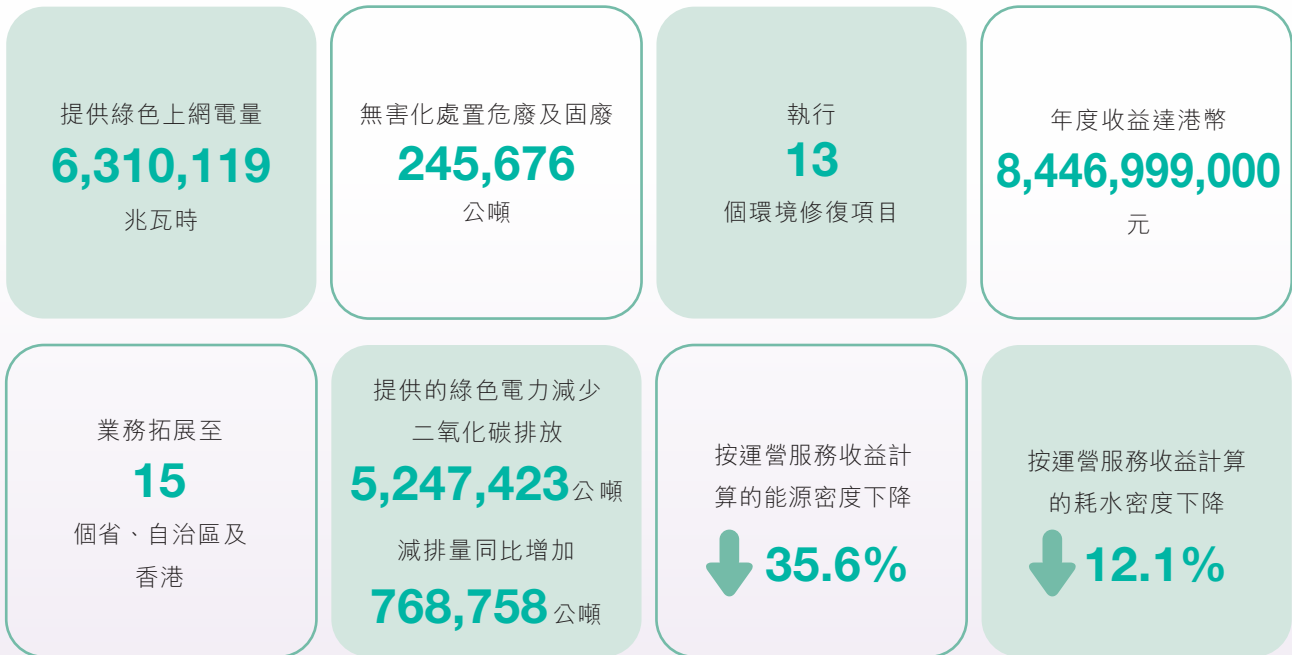 提供綠色上網電量
6,310,119
兆瓦時
無害化處置危廢及固廢
245,676
公噸
執行
13
個環境修復項目
年度收益達港幣
8,446,999,000
元
業務拓展至
15
個省、自治區及
香港
提供的綠色電力減少
二氧化碳排放
5,247,423公噸
減排量同比增加
768,758公噸
按運營服務收益計
算的能源密度下降
35.6%
按運營服務收益計算
的耗水密度下降
12.1%